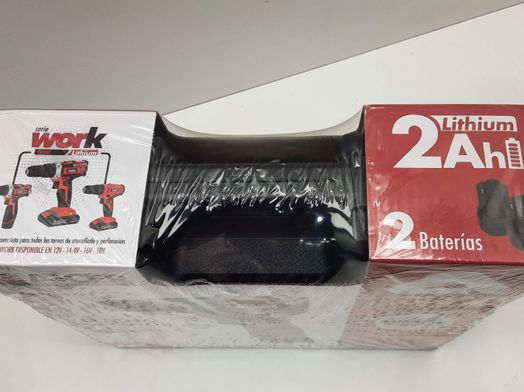 serie
work
Lithium
completa para todas las tareas de atornillado y perforación.
WORK DISPONIBLE EN 12V - 14.4V - 16V - 18V
Lithium
2Ah
2 Baterías